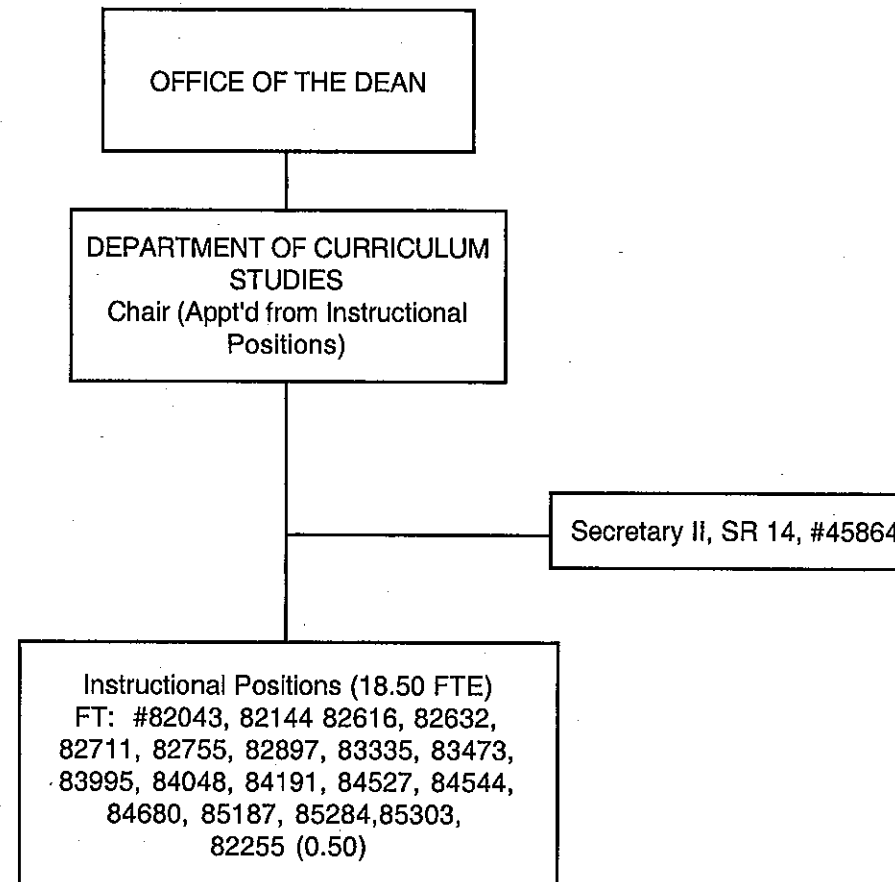 OFFICE OF THE DEAN
DEPARTMENT OF CURRICULUM
STUDIES
Chair (Appt'd from Instructional
Positions)
Secretary II, SR 14, #45864
Instructional Positions (18.50 FTE)
FT: #82043, 82144 82616, 82632,
82711, 82755, 82897, 83335, 83473,
83995, 84048, 84191, 84527, 84544,
84680, 85187, 85284,85303,
82255 (0.50)